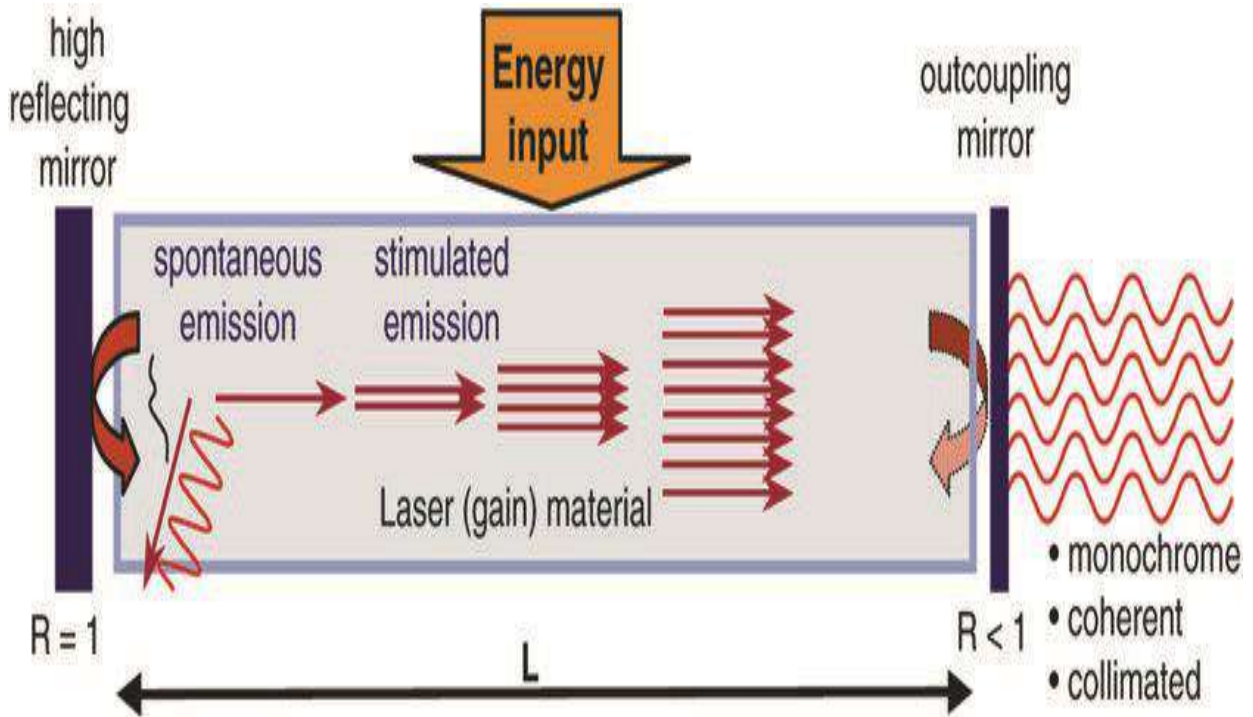 high
reflecting
mirror
Energy
input
outcoupling
mirror
spontaneous
emission
stimulated
emission
Laser (gain) material
R = 1
L
R < 1
• monochrome
• coherent
• collimated